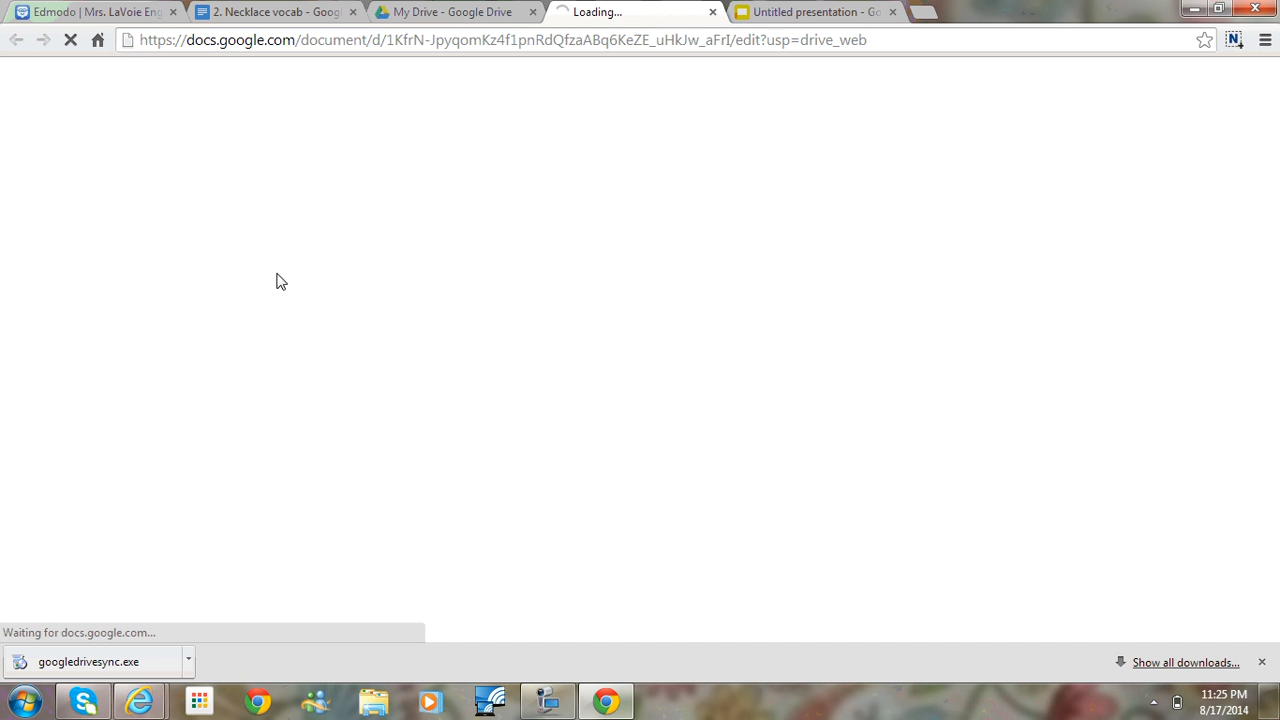 Edmodo | Mrs. LaVoie Eng
2. Necklace vocab - Goog
My Drive - Google Drive
Loading...
Untitled presentation - Go
https://docs.google.com/document/d/1KfrN-JpyqomKz4f1pnRdQfzaABq6KeZE_uHkJw_aFrI/edit?usp=drive_web
Waiting for docs.google.com...
googledrivesync.exe
Show all downloads...
11:25 PM
8/17/2014